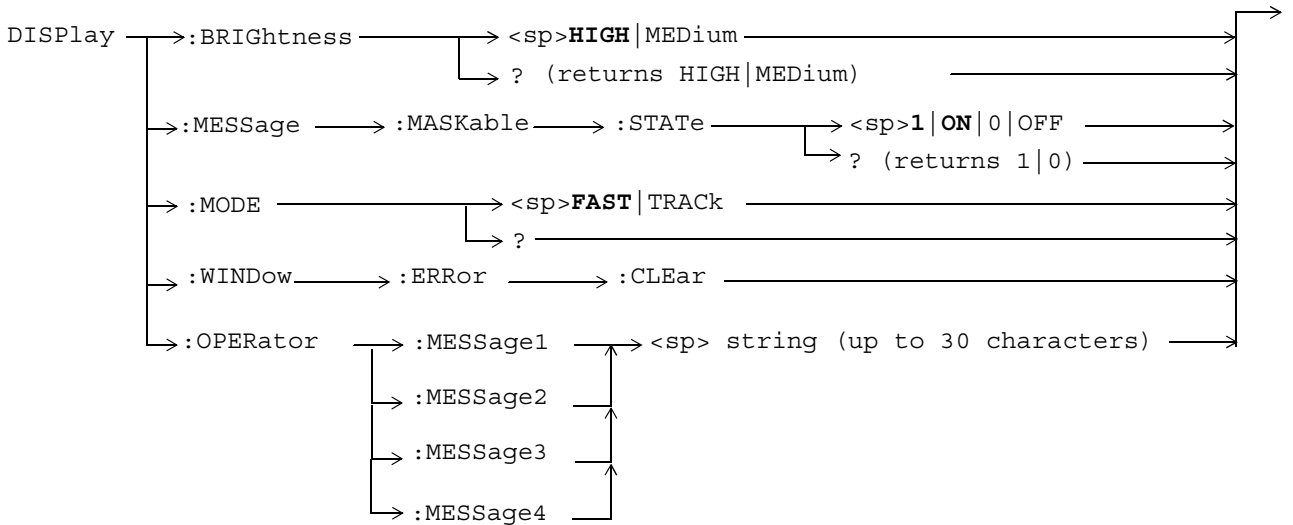 DISPlay :BRIGhtness <sp>HIGH|MEDium
? (returns HIGH|MEDium)
:MESSage :MASKable :STATe <sp>1|ON|0|OFF
? (returns 1|0)
:MODE <sp>FAST|TRACk
?
:WINDow :ERRor :CLEar
:OPERator :MESSage1 <sp> string (up to 30 characters)
:MESSage2
:MESSage3
:MESSage4